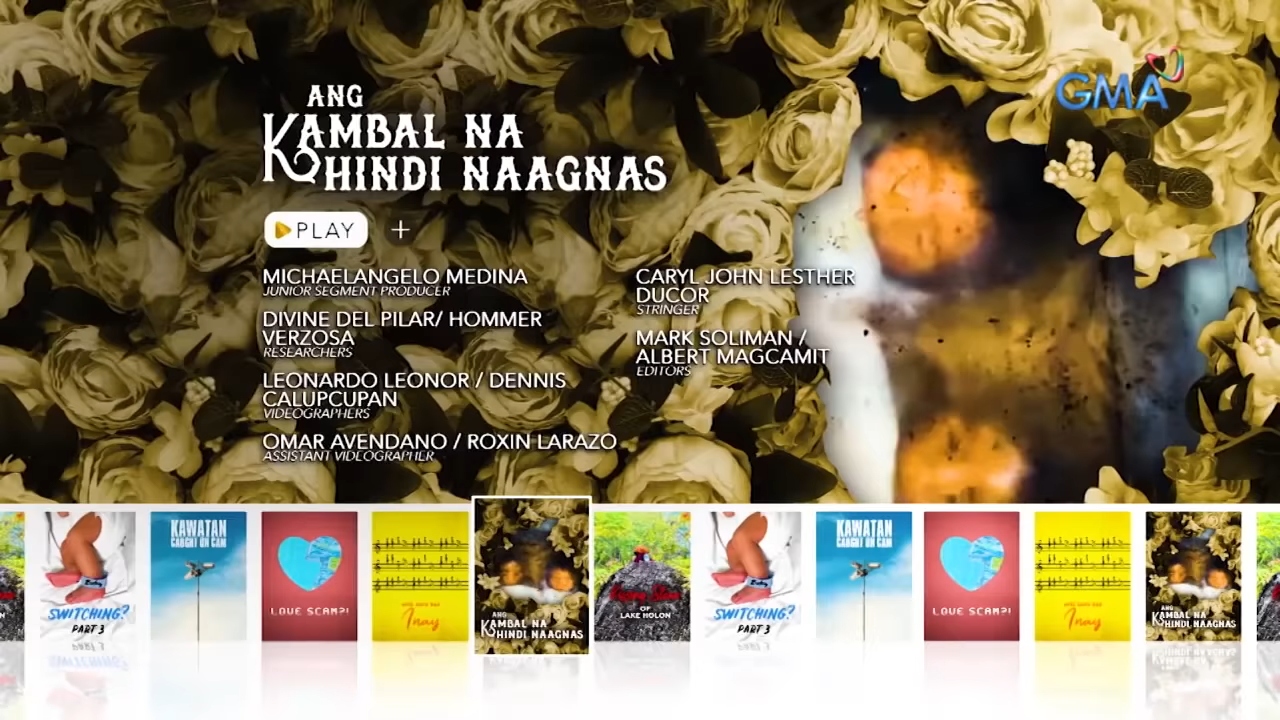 GMA
ANG
KAMBAL NA
HINDI NAAGNAS
PLAY +
MICHAELANGELO MEDINA
JUNIOR SEGMENT PRODUCER
DIVINE DEL PILAR/ HOMMER
VERZOSA
RESEARCHERS
LEONARDO LEONOR / DENNIS
CALUPCUPAN
VIDEOGRAPHERS
OMAR AVENDANO / ROXIN LARAZO
ASSISTANT VIDEOGRAPHER
CARYL JOHN LESTHER
DUCOR
STRINGER
MARK SOLIMAN /
ALBERT MAGCAMIT
EDITORS
SWITCHING?
PART 3
KAWATAN
CAUGHT ON CAM
LOVE SCAM?!
Inay
ANG
KAMBAL NA
HINDI NAAGNAS
OF
LAKE HOLON
SWITCHING?
PART 3
KAWATAN
CAUGHT ON CAM
LOVE SCAM?!
Inay
ANG
KAMBAL NA
HINDI NAAGNAS